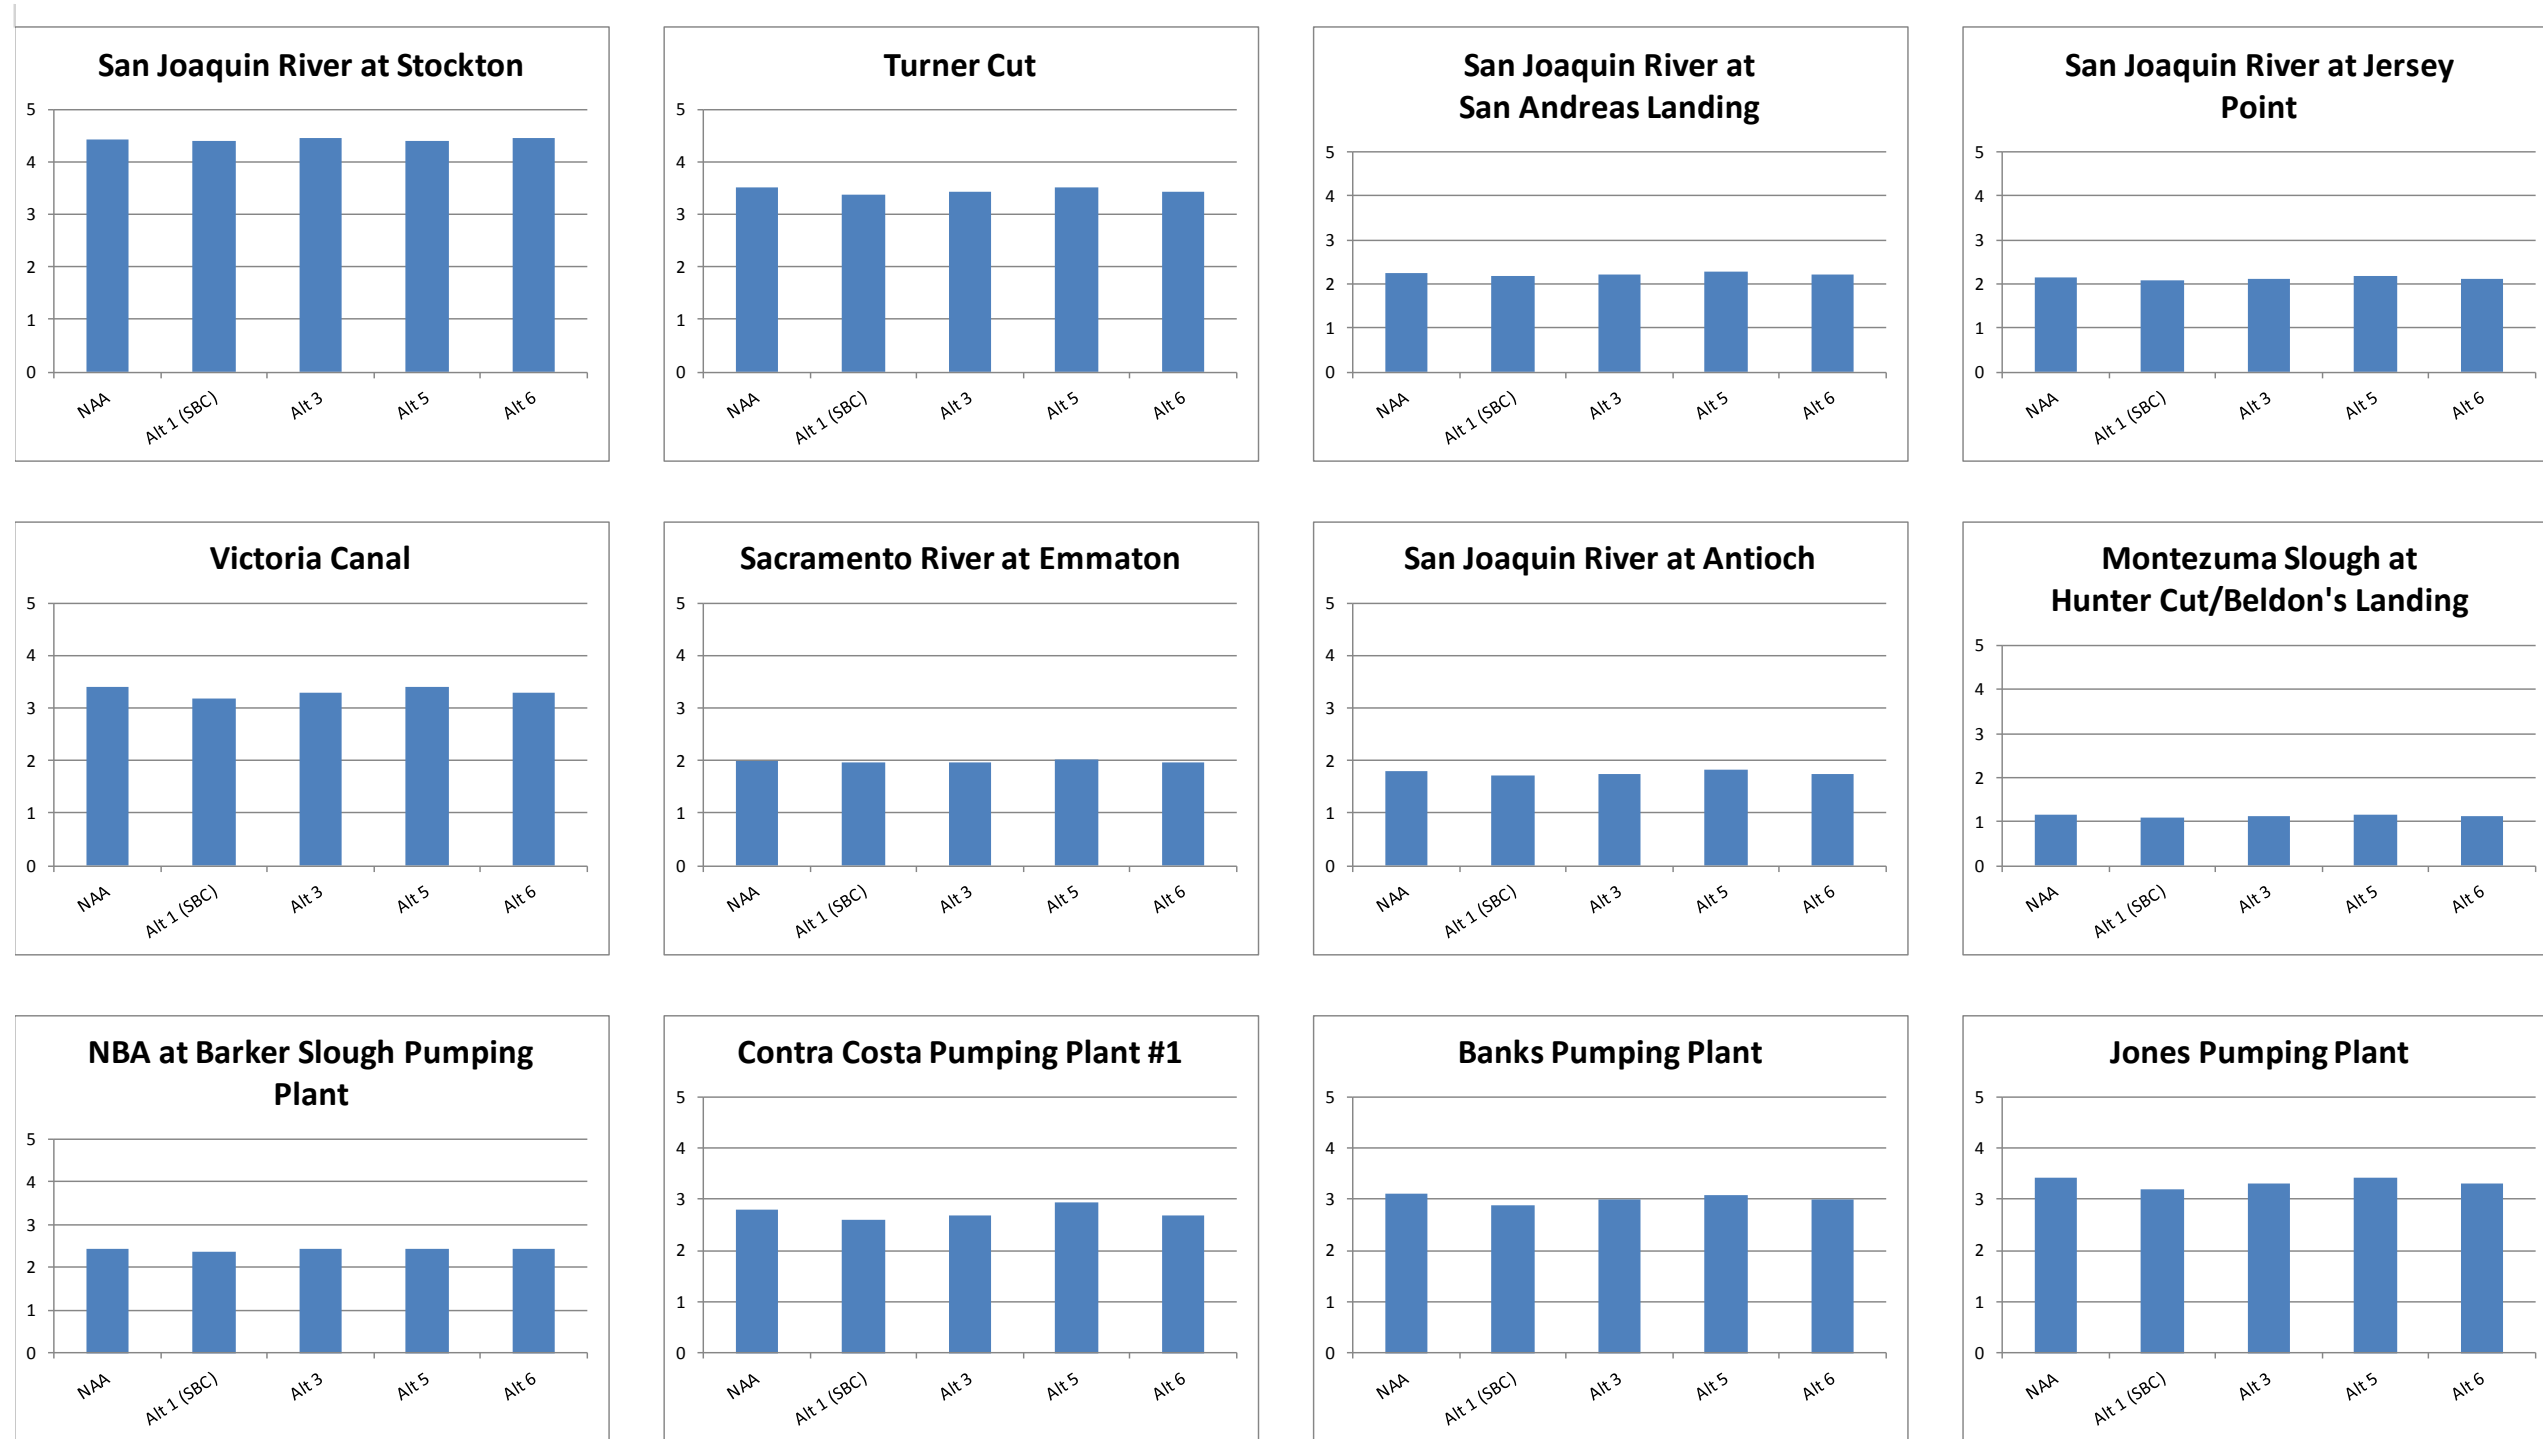 San Joaquin River at Stockton
5
4
3
2
1
0
NAA
Alt 1 (SBC)
Alt 3
Alt 5
Alt 6
Turner Cut
5
4
3
2
1
0
NAA
Alt 1 (SBC)
Alt 3
Alt 5
Alt 6
San Joaquin River at
San Andreas Landing
5
4
3
2
1
0
NAA
Alt 1 (SBC)
Alt 3
Alt 5
Alt 6
San Joaquin River at Jersey
Point
5
4
3
2
1
0
NAA
Alt 1 (SBC)
Alt 3
Alt 5
Alt 6
Victoria Canal
5
4
3
2
1
0
NAA
Alt 1 (SBC)
Alt 3
Alt 5
Alt 6
Sacramento River at Emmaton
5
4
3
2
1
0
NAA
Alt 1 (SBC)
Alt 3
Alt 5
Alt 6
San Joaquin River at Antioch
5
4
3
2
1
0
NAA
Alt 1 (SBC)
Alt 3
Alt 5
Alt 6
Montezuma Slough at
Hunter Cut/Beldon's Landing
5
4
3
2
1
0
NAA
Alt 1 (SBC)
Alt 3
Alt 5
Alt 6
NBA at Barker Slough Pumping
Plant
5
4
3
2
1
0
NAA
Alt 1 (SBC)
Alt 3
Alt 5
Alt 6
Contra Costa Pumping Plant #1
5
4
3
2
1
0
NAA
Alt 1 (SBC)
Alt 3
Alt 5
Alt 6
Banks Pumping Plant
5
4
3
2
1
0
NAA
Alt 1 (SBC)
Alt 3
Alt 5
Alt 6
Jones Pumping Plant
5
4
3
2
1
0
NAA
Alt 1 (SBC)
Alt 3
Alt 5
Alt 6